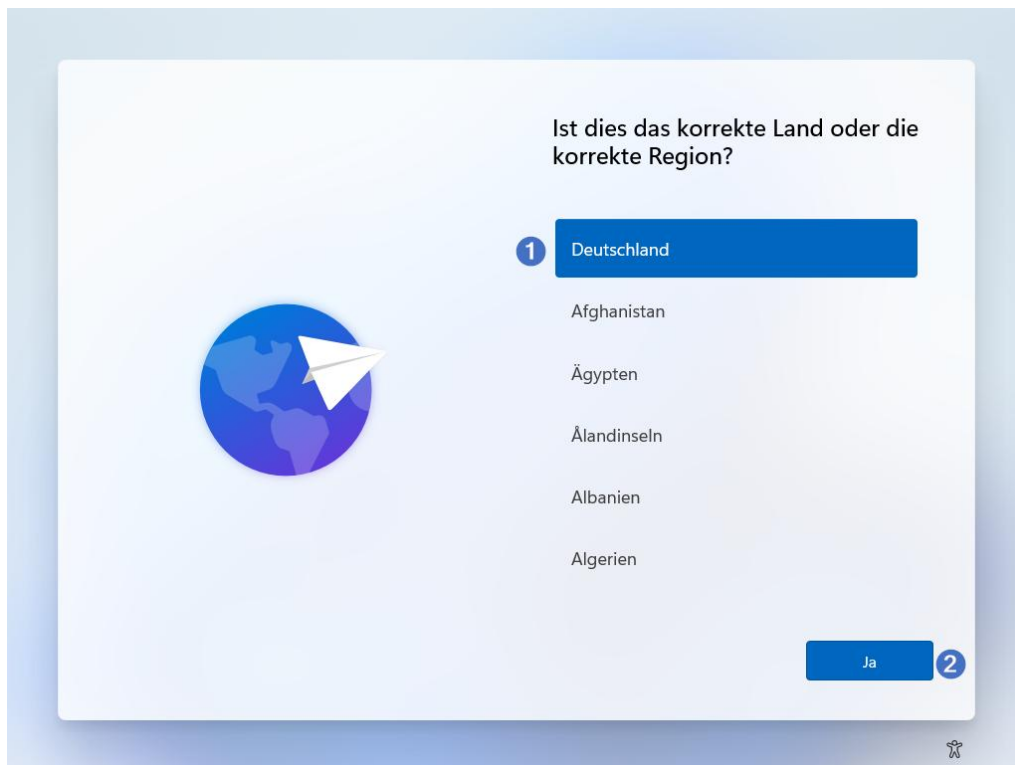 Ist dies das korrekte Land oder die
korrekte Region?
1
Deutschland
Afghanistan
Ägypten
Ålandinseln
Albanien
Algerien
Ja
2